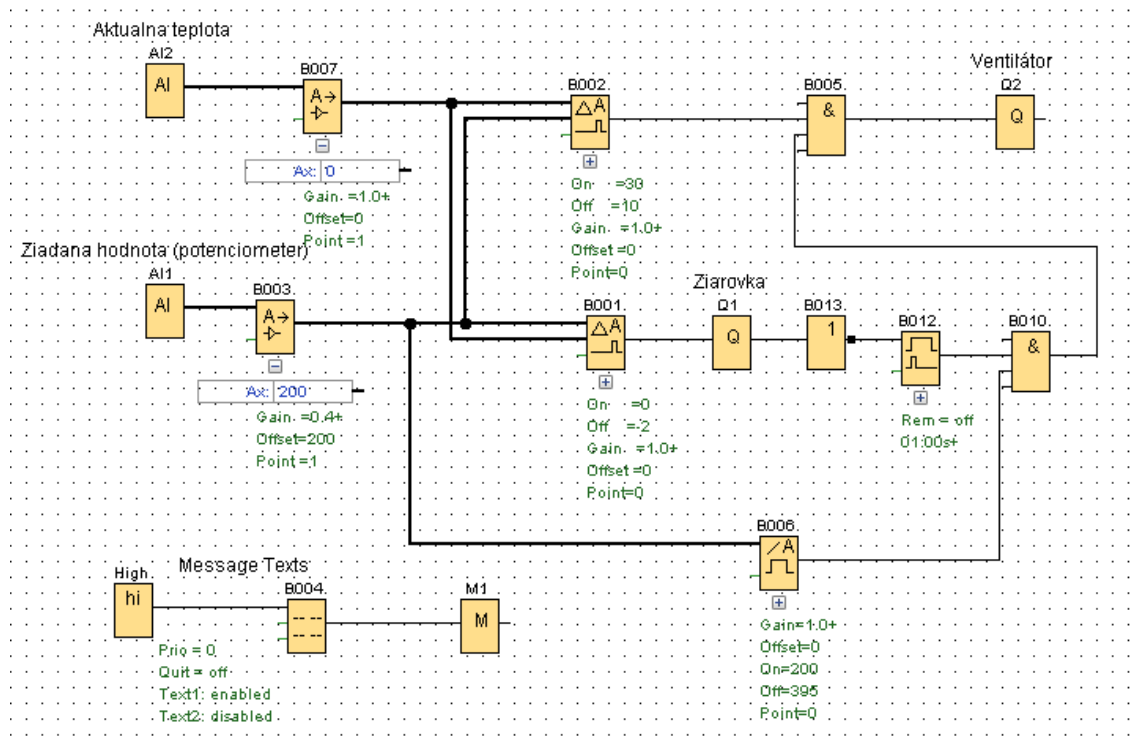 Aktualna teplota
AI2
AI
B007
A→
Ax: 0
Gain =1.0+
Offset=0
Point =1
B002
△A
On =30
Off =10
Gain =1.0+
Offset =0
Point=0
B005
&
Ventilátor
Q2
Q
Ziadana hodnota (potenciometer)
AI1
AI
B003
A→
Ax: 200
Gain =0.4+
Offset=200
Point =1
B001
△A
On =0
Off =-2
Gain =1.0+
Offset =0
Point=0
Ziarovka
Q1
Q
B013
1
B012
Rem = off
01:00s+
B010
&
B006
/A
Gain=1.0+
Offset=0
On=200
Off=395
Point=0
Message Texts
High
hi
B004
M1
M
Prio = 0
Quit = off
Text1: enabled
Text2: disabled